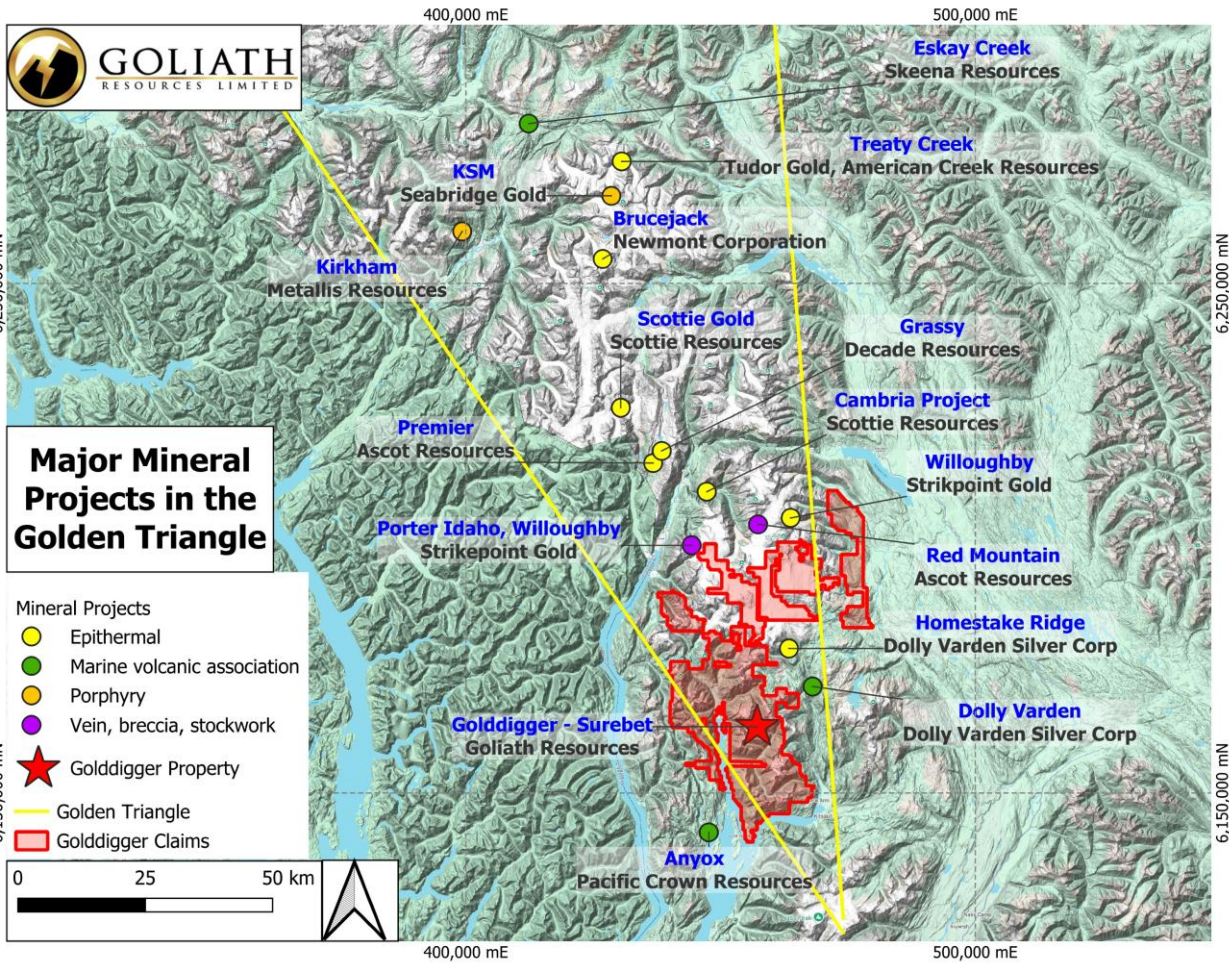 400,000 mE
500,000 mE
GOLIATH
RESOURCES LIMITED
Eskay Creek
Skeena Resources
Treaty Creek
Tudor Gold, American Creek Resources
KSM
Seabridge Gold
Brucejack
Newmont Corporation
Kirkham
Metallis Resources
6,250,000 mN
Scottie Gold
Scottie Resources
Grassy
Decade Resources
Cambria Project
Scottie Resources
Premier
Ascot Resources
Willoughby
Strikpoint Gold
Major Mineral
Projects in the
Golden Triangle
Porter Idaho, Willoughby
Strikepoint Gold
Red Mountain
Ascot Resources
Homestake Ridge
Dolly Varden Silver Corp
Mineral Projects
Epithermal
Marine volcanic association
Porphyry
Vein, breccia, stockwork
Golddigger Property
Golden Triangle
Golddigger Claims
Golddigger - Surebet
Goliath Resources
Dolly Varden
Dolly Varden Silver Corp
6,150,000 mN
Anyox
Pacific Crown Resources
0 25 50 km
400,000 mE
500,000 mE